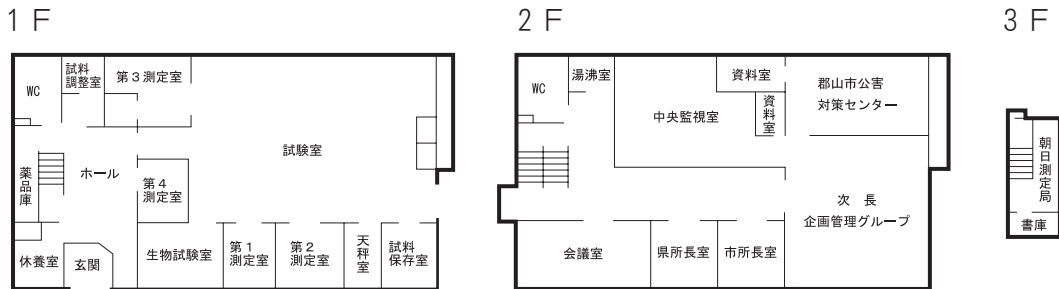 1F
2F
3F
WC
試料
調整室
第3測定室
試験室
薬品庫
ホール
第4
測定室
休養室
玄関
生物試験室
第1
測定室
第2
測定室
天秤室
試料
保存室
WC
湯沸室
中央監視室
資料室
資料室
郡山市公害
対策センター
次 長
企画管理グループ
会議室
県所長室
市所長室
朝日測定局
書庫